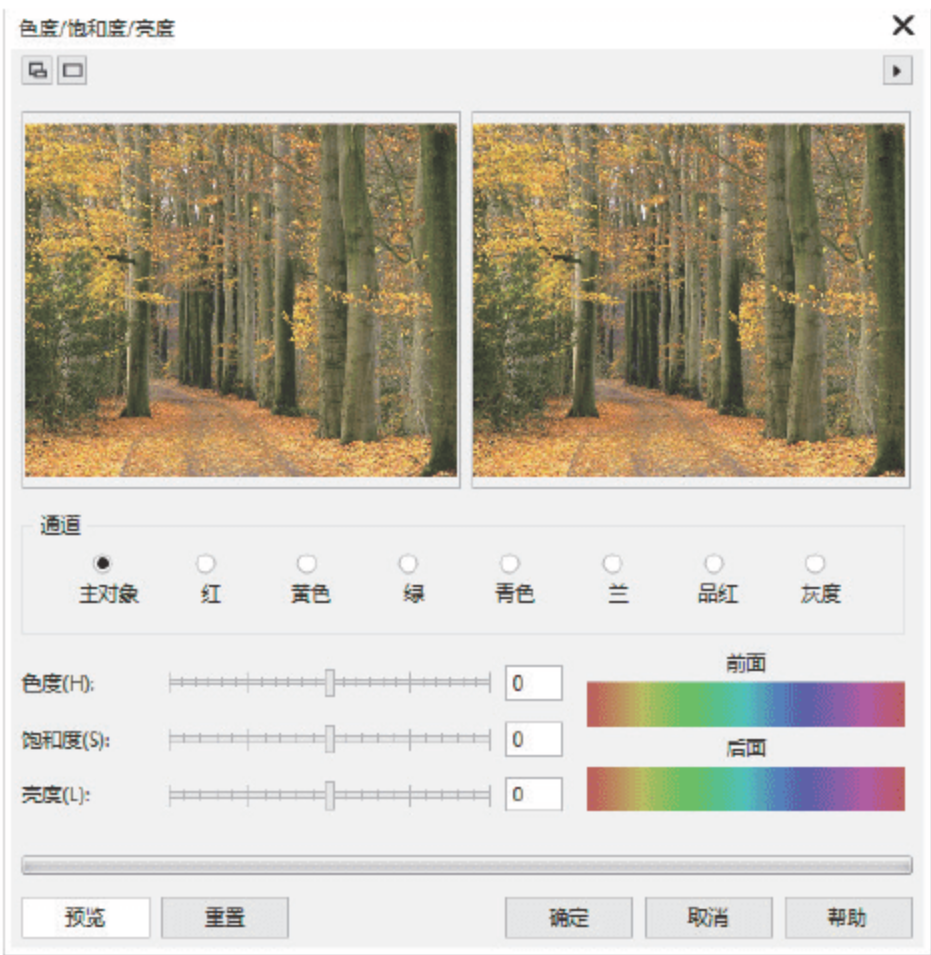 色度/饱和度/亮度
通道
主对象 红 黄色 绿 青色 兰 品红 灰度
色度(H): 0
饱和度(S): 0
亮度(L): 0
前面
后面
预览 重置 确定 取消 帮助